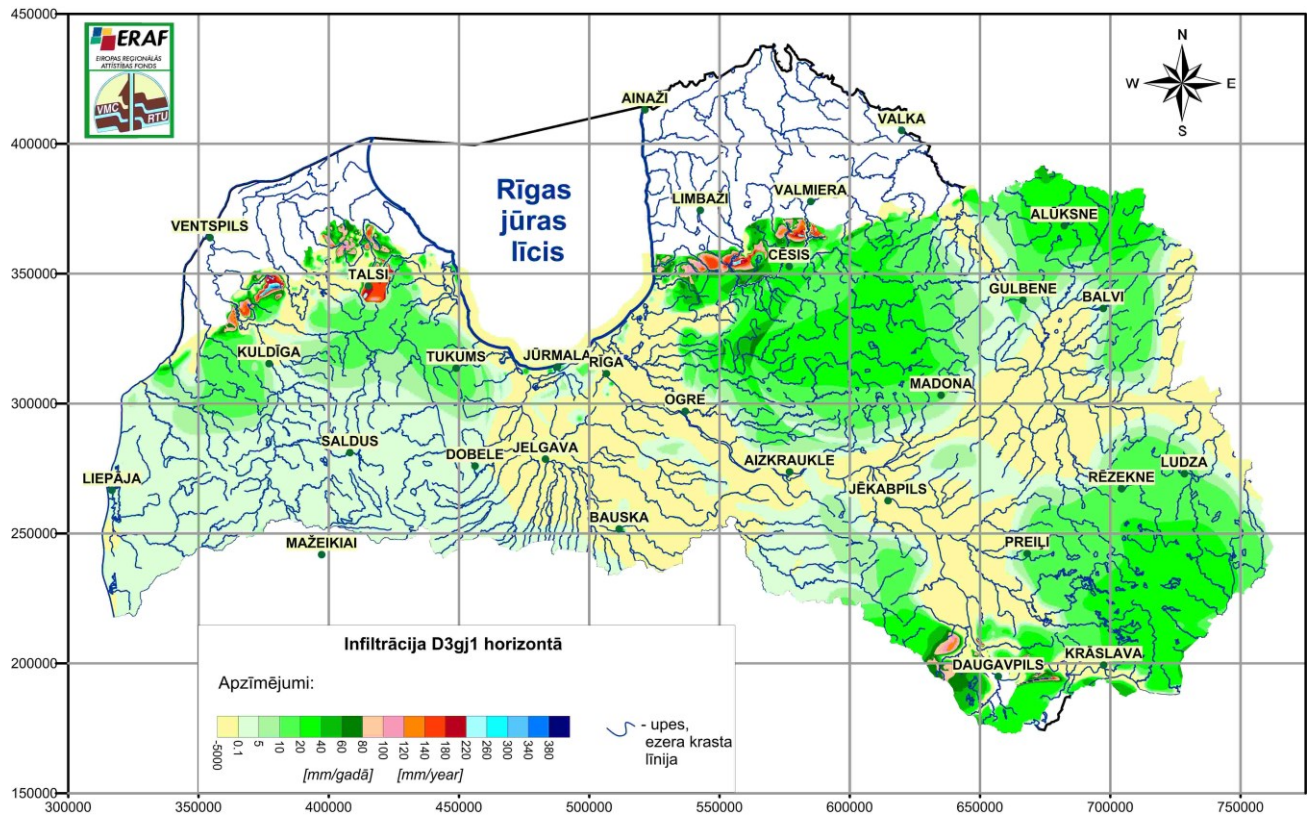 450000
400000
350000
300000
250000
200000
150000
ERAF
EIROPAS REĢIONĀLĀS
ATTĪSTĪBAS FONDS
VMC
RTU
N
W
E
S
AINAŽI
VALKA
Rīgas
jūras
līcis
LIMBAŽI
VALMIERA
ALŪKSNE
VENTSPILS
CĒSIS
TALSI
GULBENE
BALVI
KULDĪGA
TUKUMS
JŪRMALA
RĪGA
MADONA
OGRE
SALDUS
DOBELE
JELGAVA
AIZKRAUKLE
LUDZA
LIEPĀJA
RĒZEKNE
JĒKABPILS
BAUSKA
MAŽEIKIAI
PREIĻI
KRĀSLAVA
DAUGAVPILS
Infiltrācija D3gj1 horizontā
Apzīmējumi:
-5000
0.1
5
10
20
40
60
80
100
120
140
180
220
260
300
340
380
[mm/gadā] [mm/year]
- upes,
ezera krasta
līnija
300000
350000
400000
450000
500000
550000
600000
650000
700000
750000